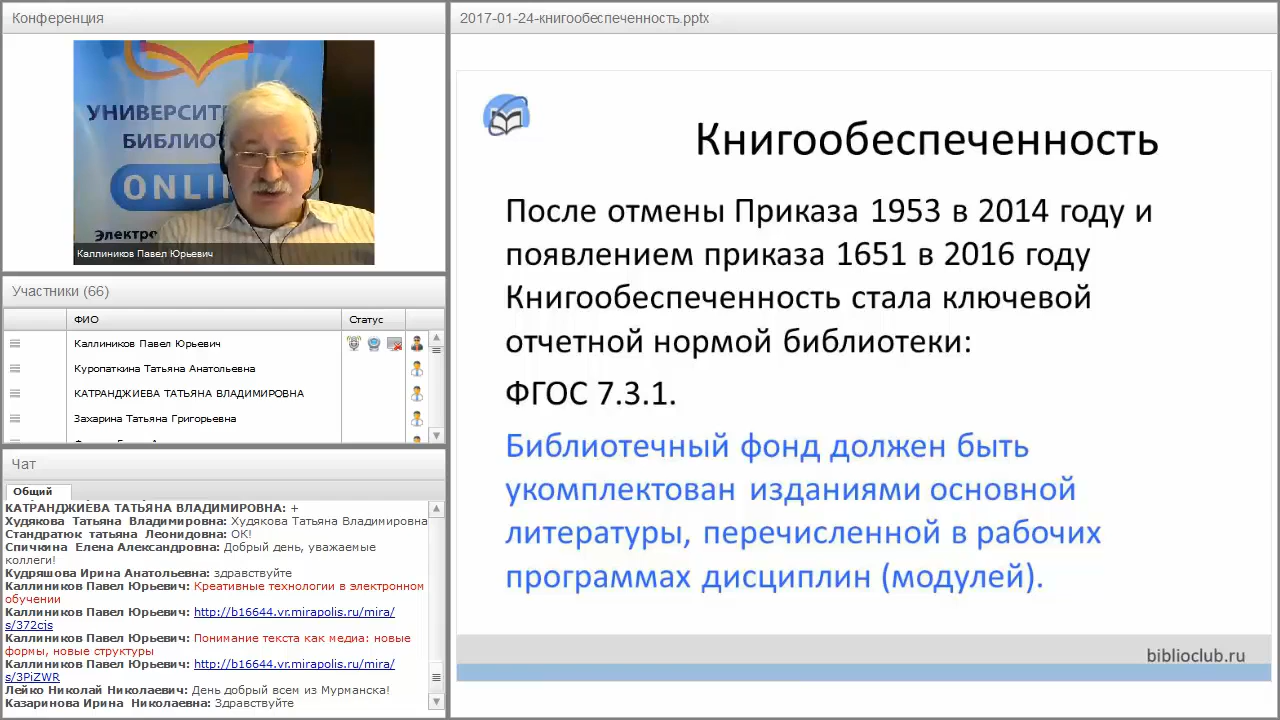 Конференция
УНИВЕРСИТ
БИБЛИО
ONLI
Электро
Каллиников Павел Юрьевич
Участники (66)
ФИО
Статус
Каллиников Павел Юрьевич
Куропаткина Татьяна Анатольевна
КАТРАНДЖИЕВА ТАТЬЯНА ВЛАДИМИРОВНА
Захарина Татьяна Григорьевна
Чат
Общий
КАТРАНДЖИЕВА ТАТЬЯНА ВЛАДИМИРОВНА: +
Худякова Татьяна Владимировна: Худякова Татьяна Владимировна
Стандратюк татьяна Леонидовна: ОК!
Спичкина Елена Александровна: Добрый день, уважаемые
коллеги!
Кудряшова Ирина Анатольевна: здравствуйте
Каллиников Павел Юрьевич: Креативные технологии в электронном
обучении
Каллиников Павел Юрьевич: http://b16644.vr.mirapolis.ru/mira/
s/372cjs
Каллиников Павел Юрьевич: Понимание текста как медиа: новые
формы, новые структуры
Каллиников Павел Юрьевич: http://b16644.vr.mirapolis.ru/mira/
s/3PiZWR
Лейко Николай Николаевич: День добрый всем из Мурманска!
Казаринова Ирина Николаевна: Здравствуйте
2017-01-24-книгообеспеченность.pptx
Книгообеспеченность
После отмены Приказа 1953 в 2014 году и
появлением приказа 1651 в 2016 году
Книгообеспеченность стала ключевой
отчетной нормой библиотеки:
ФГОС 7.3.1.
Библиотечный фонд должен быть
укомплектован изданиями основной
литературы, перечисленной в рабочих
программах дисциплин (модулей).
biblioclub.ru